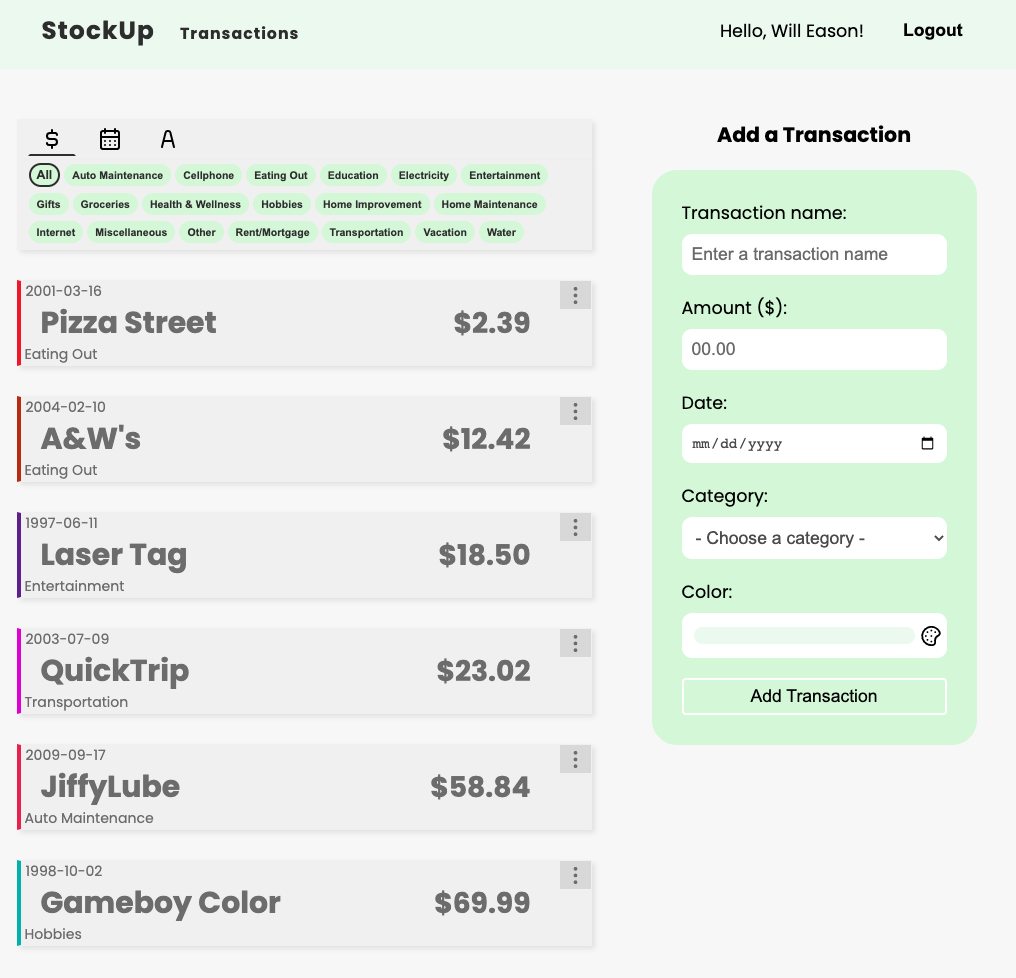 StockUp Transactions Hello, Will Eason! Logout
$ A
All Auto Maintenance Cellphone Eating Out Education Electricity Entertainment
Gifts Groceries Health & Wellness Hobbies Home Improvement Home Maintenance
Internet Miscellaneous Other Rent/Mortgage Transportation Vacation Water
2001-03-16
Pizza Street $2.39
Eating Out
2004-02-10
A&W's $12.42
Eating Out
1997-06-11
Laser Tag $18.50
Entertainment
2003-07-09
QuickTrip $23.02
Transportation
2009-09-17
JiffyLube $58.84
Auto Maintenance
1998-10-02
Gameboy Color $69.99
Hobbies
Add a Transaction
Transaction name:
Enter a transaction name
Amount ($):
00.00
Date:
mm/dd/yyyy
Category:
- Choose a category -
Color:
Add Transaction